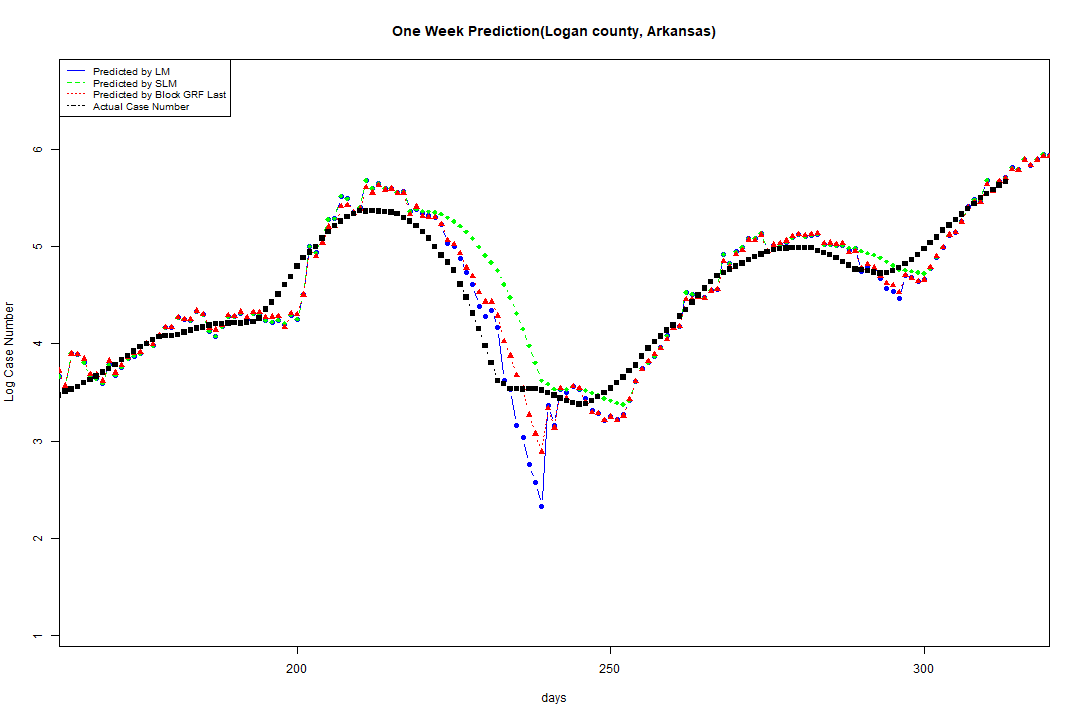 One Week Prediction(Logan county, Arkansas)
Predicted by LM
Predicted by SLM
Predicted by Block GRF Last
Actual Case Number
6
5
4
3
2
1
Log Case Number
200 250 300
days